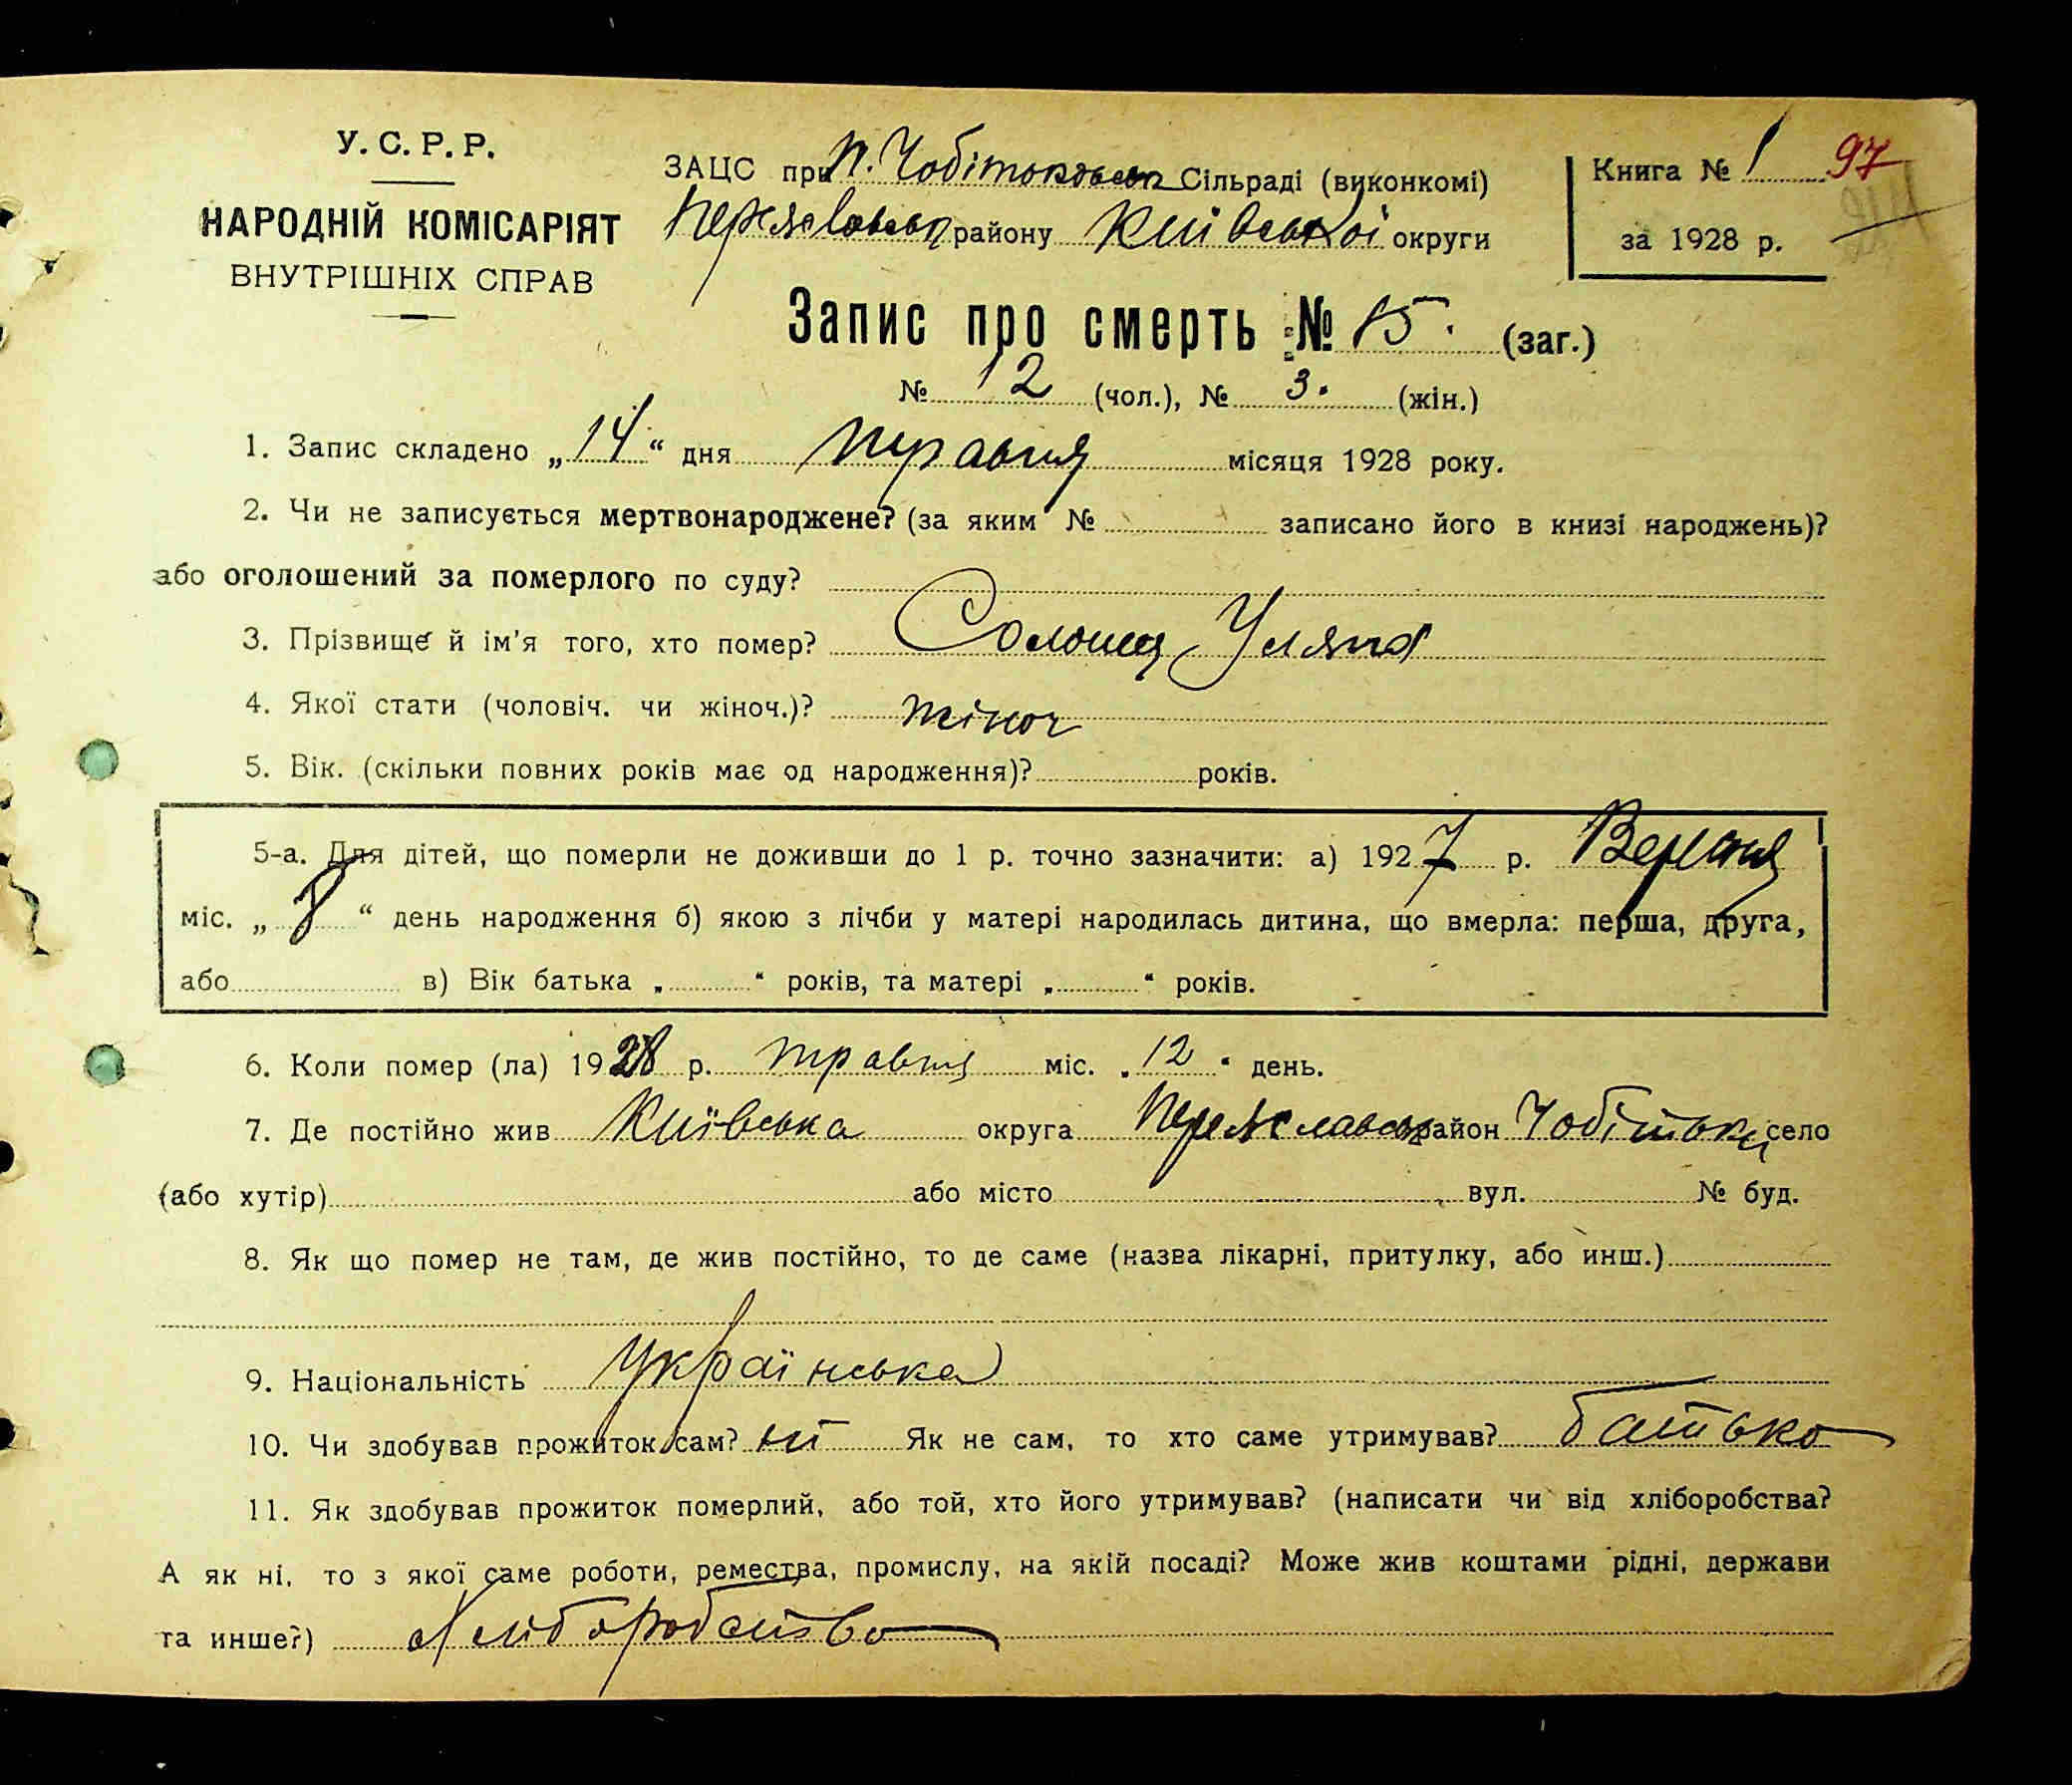 У. С. Р. Р.
НАРОДНІЙ КОМІСАРІЯТ
ВНУТРІШНІХ СПРАВ
ЗАЦС при П. Чобітоківськ Сільраді (виконкомі)
Переяславськ району Київської округи
Книга № 1 97
за 1928 р.
Запис про смерть № 15. (заг.)
№ 12 (чол.), № 3. (жін.)
1. Запис складено „14“ дня травня місяця 1928 року.
2. Чи не записується мертвонароджене? (за яким № записано його в книзі народжень)?
або оголошений за померлого по суду?
3. Прізвище й ім'я того, хто помер? Уляна
4. Якої стати (чоловіч. чи жіноч.)? жіноч
5. Вік. (скільки повних років має од народження)? років.
5-а. Для дітей, що померли не доживши до 1 р. точно зазначити: а) 1927 р. Вересня
міс. „8“ день народження б) якою з лічби у матері народилась дитина, що вмерла: перша, друга,
або в) Вік батька „ “ років, та матері „ “ років.
6. Коли помер (ла) 1928 р. травня міс. „12“ день.
7. Де постійно жив Київська округа Переяславськ район Чобітьки село
(або хутір) або місто вул. № буд.
8. Як що помер не там, де жив постійно, то де саме (назва лікарні, притулку, або инш.)
9. Національність Українська
10. Чи здобував прожиток сам? ні Як не сам, то хто саме утримував? батько
11. Як здобував прожиток померлий, або той, хто його утримував? (написати чи від хліборобства?
А як ні, то з якої саме роботи, ремества, промислу, на якій посаді? Може жив коштами рідні, держави
та инше?) Хліборобство